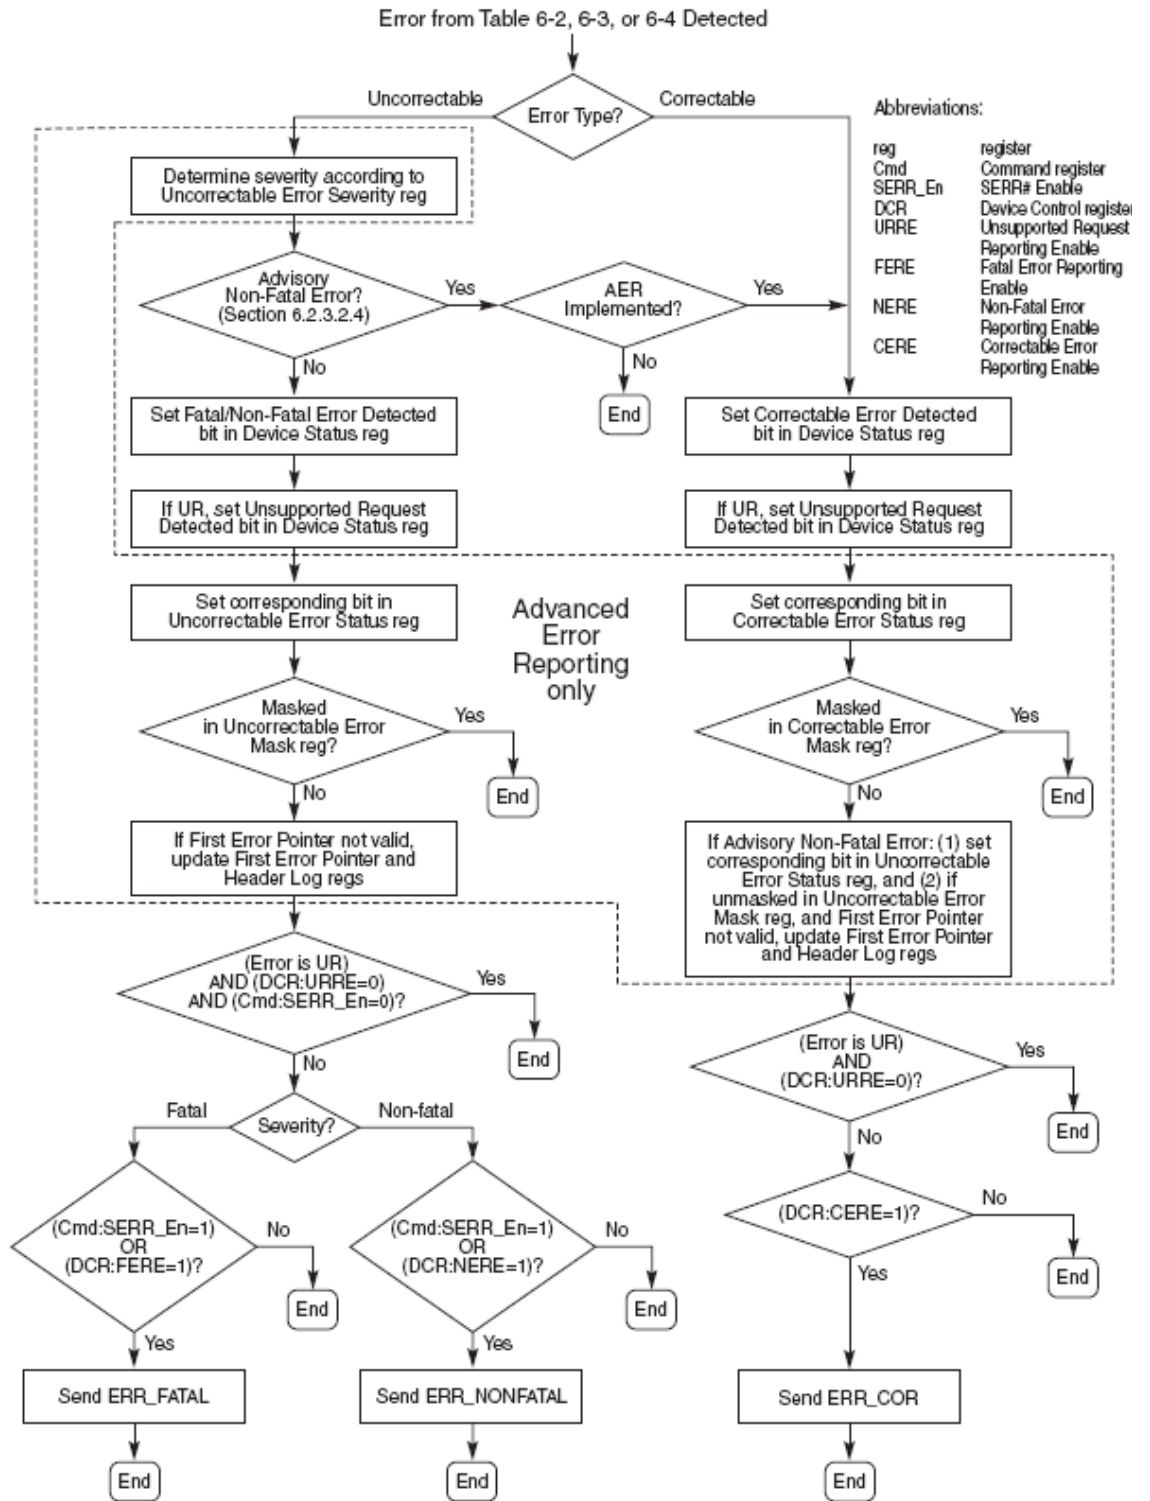 Error from Table 6-2, 6-3, or 6-4 Detected
Error Type?
Uncorrectable
Correctable
Abbreviations:
reg register
Cmd Command register
SERR_En SERR# Enable
DCR Device Control register
URRE Unsupported Request
Reporting Enable
FERE Fatal Error Reporting
Enable
NERE Non-Fatal Error
Reporting Enable
CERE Correctable Error
Reporting Enable
Determine severity according to
Uncorrectable Error Severity reg
Advisory
Non-Fatal Error?
(Section 6.2.3.2.4)
Yes
No
AER
Implemented?
Yes
No
End
Set Fatal/Non-Fatal Error Detected
bit in Device Status reg
Set Correctable Error Detected
bit in Device Status reg
If UR, set Unsupported Request
Detected bit in Device Status reg
If UR, set Unsupported Request
Detected bit in Device Status reg
Set corresponding bit in
Uncorrectable Error Status reg
Advanced
Error
Reporting
only
Set corresponding bit in
Correctable Error Status reg
Masked
in Uncorrectable Error
Mask reg?
Yes
End
No
Masked
in Correctable Error
Mask reg?
Yes
End
No
If First Error Pointer not valid,
update First Error Pointer and
Header Log regs
If Advisory Non-Fatal Error: (1) set
corresponding bit in Uncorrectable
Error Status reg, and (2) if
unmasked in Uncorrectable Error
Mask reg, and First Error Pointer
not valid, update First Error Pointer
and Header Log regs
(Error is UR)
AND (DCR:URRE=0)
AND (Cmd:SERR_En=0)?
Yes
End
No
(Error is UR)
AND
(DCR:URRE=0)?
Yes
End
No
Severity?
Fatal
Non-fatal
(Cmd:SERR_En=1)
OR
(DCR:FERE=1)?
No
End
Yes
(Cmd:SERR_En=1)
OR
(DCR:NERE=1)?
No
End
Yes
(DCR:CERE=1)?
No
End
Yes
Send ERR_FATAL
Send ERR_NONFATAL
Send ERR_COR
End
End
End